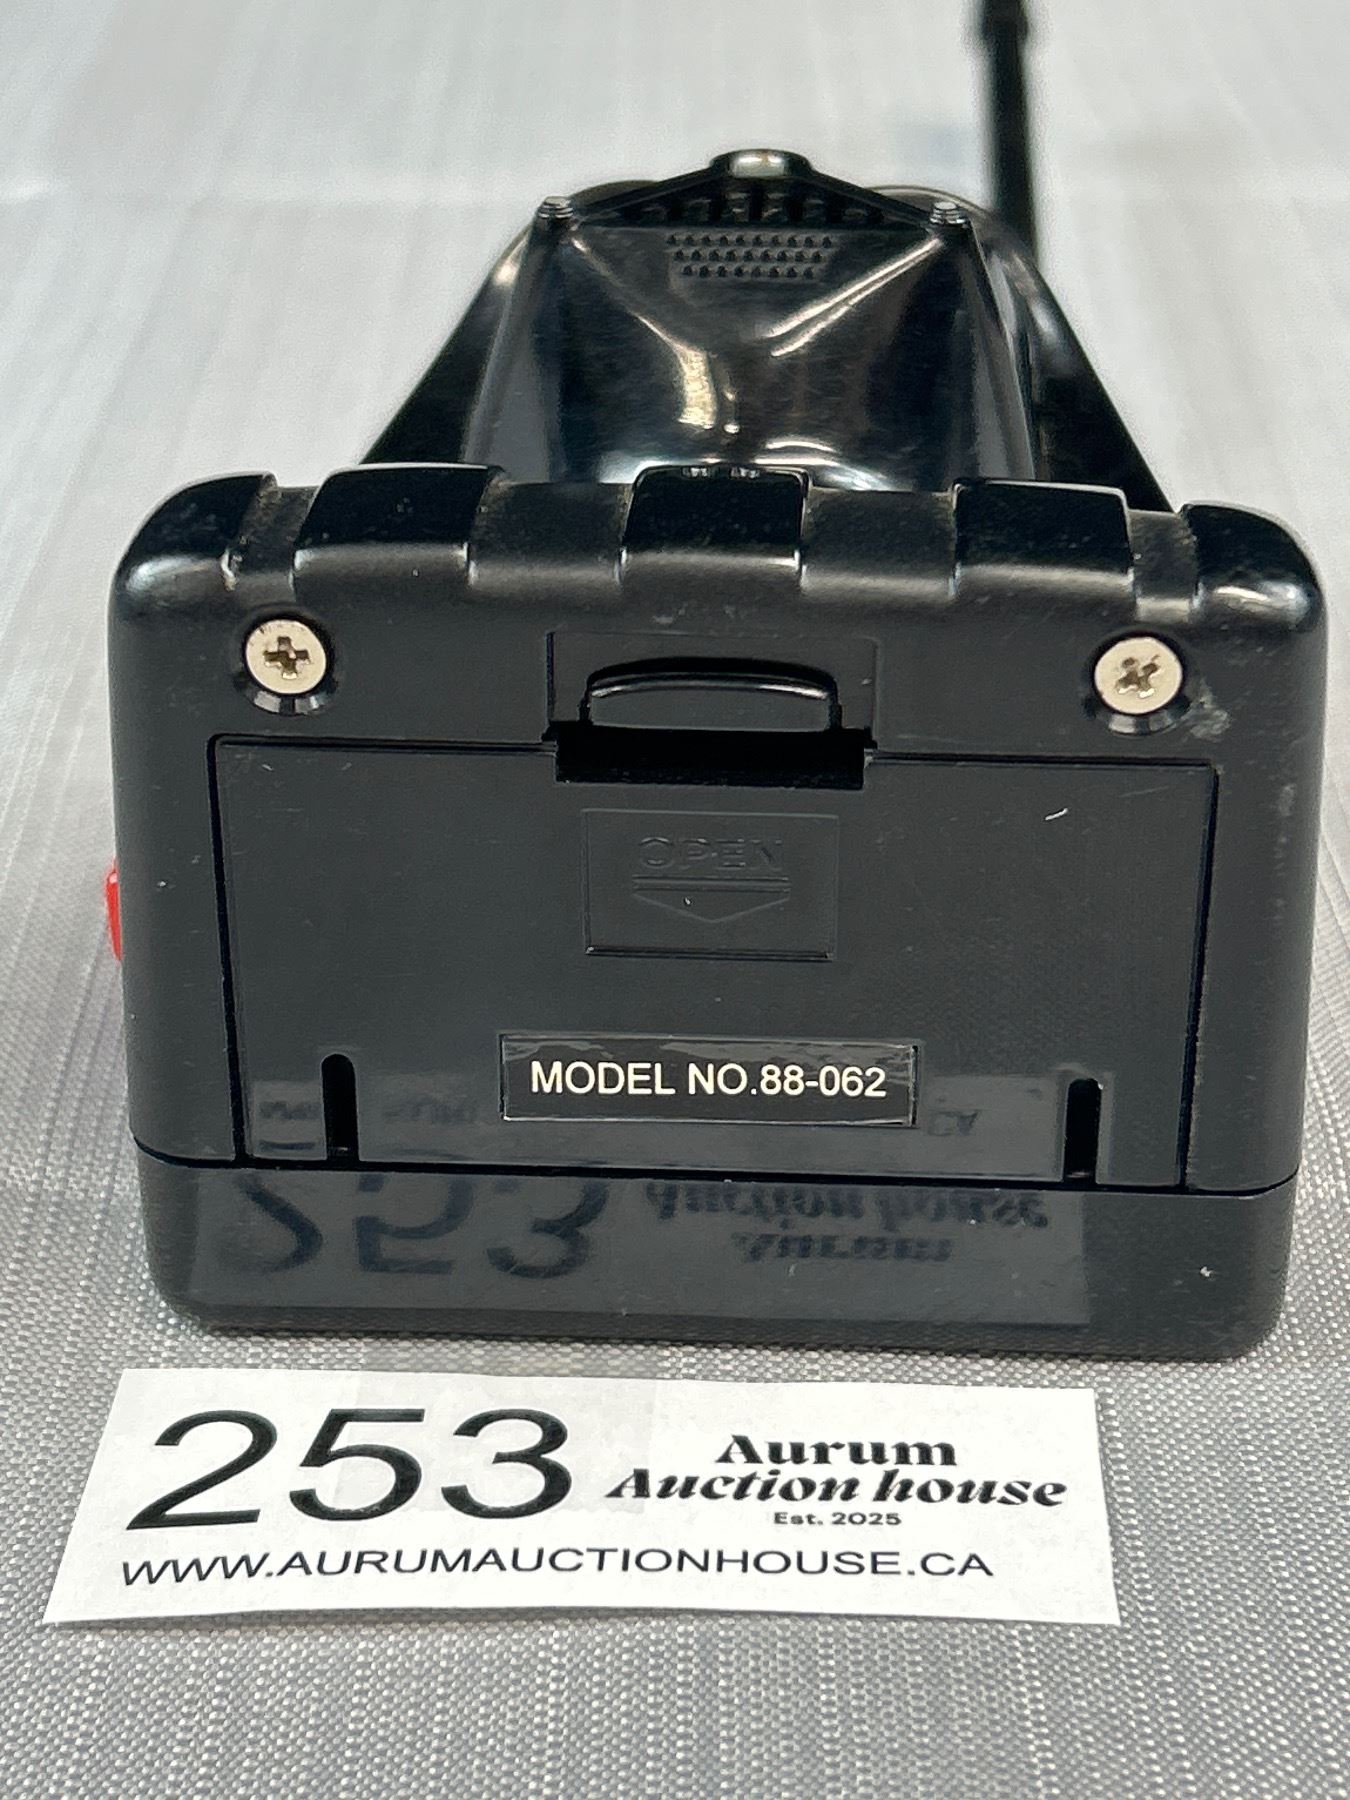 OPEN
MODEL NO.88-062
253
Aurum
Auction house
Est. 2025
WWW.AURUMAUCTIONHOUSE.CA